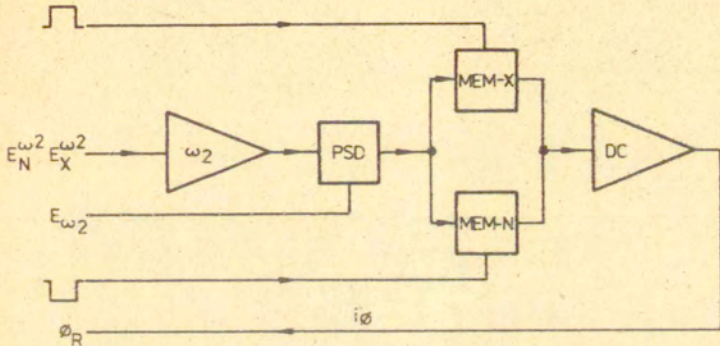 MEM-X
E_N^ω2 E_X^ω2
ω2
PSD
DC
E_ω2
MEM-N
iø
ø_R